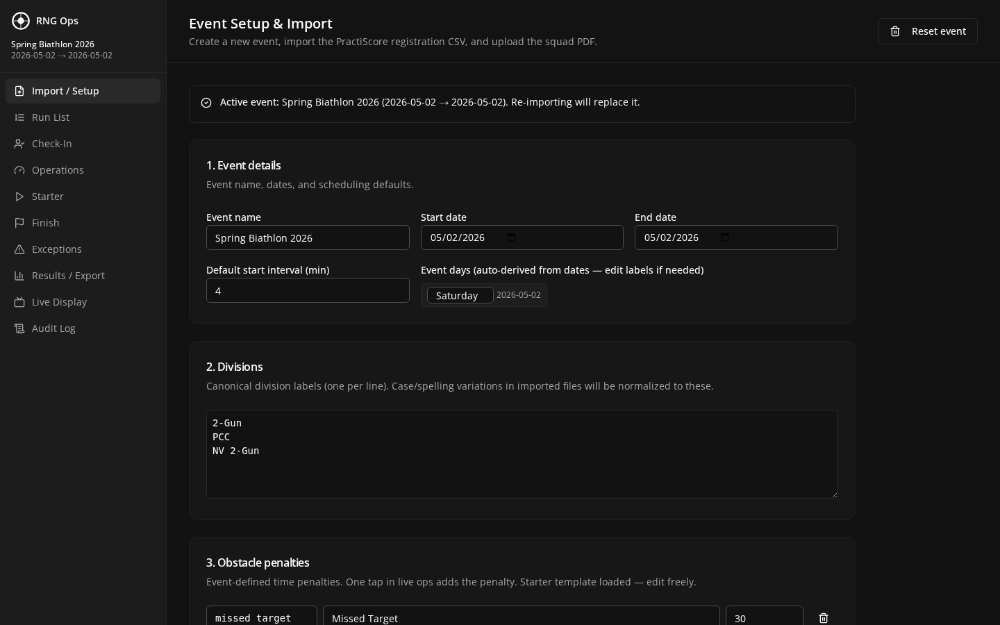 RNG Ops
Spring Biathlon 2026
2026-05-02 → 2026-05-02
Import / Setup
Run List
Check-In
Operations
Starter
Finish
Exceptions
Results / Export
Live Display
Audit Log
Event Setup & Import
Create a new event, import the PractiScore registration CSV, and upload the squad PDF.
Reset event
Active event: Spring Biathlon 2026 (2026-05-02 → 2026-05-02). Re-importing will replace it.
1. Event details
Event name, dates, and scheduling defaults.
Event name
Start date
End date
Spring Biathlon 2026
05/02/2026
05/02/2026
Default start interval (min)
Event days (auto-derived from dates — edit labels if needed)
4
Saturday 2026-05-02
2. Divisions
Canonical division labels (one per line). Case/spelling variations in imported files will be normalized to these.
2-Gun
PCC
NV 2-Gun
3. Obstacle penalties
Event-defined time penalties. One tap in live ops adds the penalty. Starter template loaded — edit freely.
missed_target
Missed Target
30